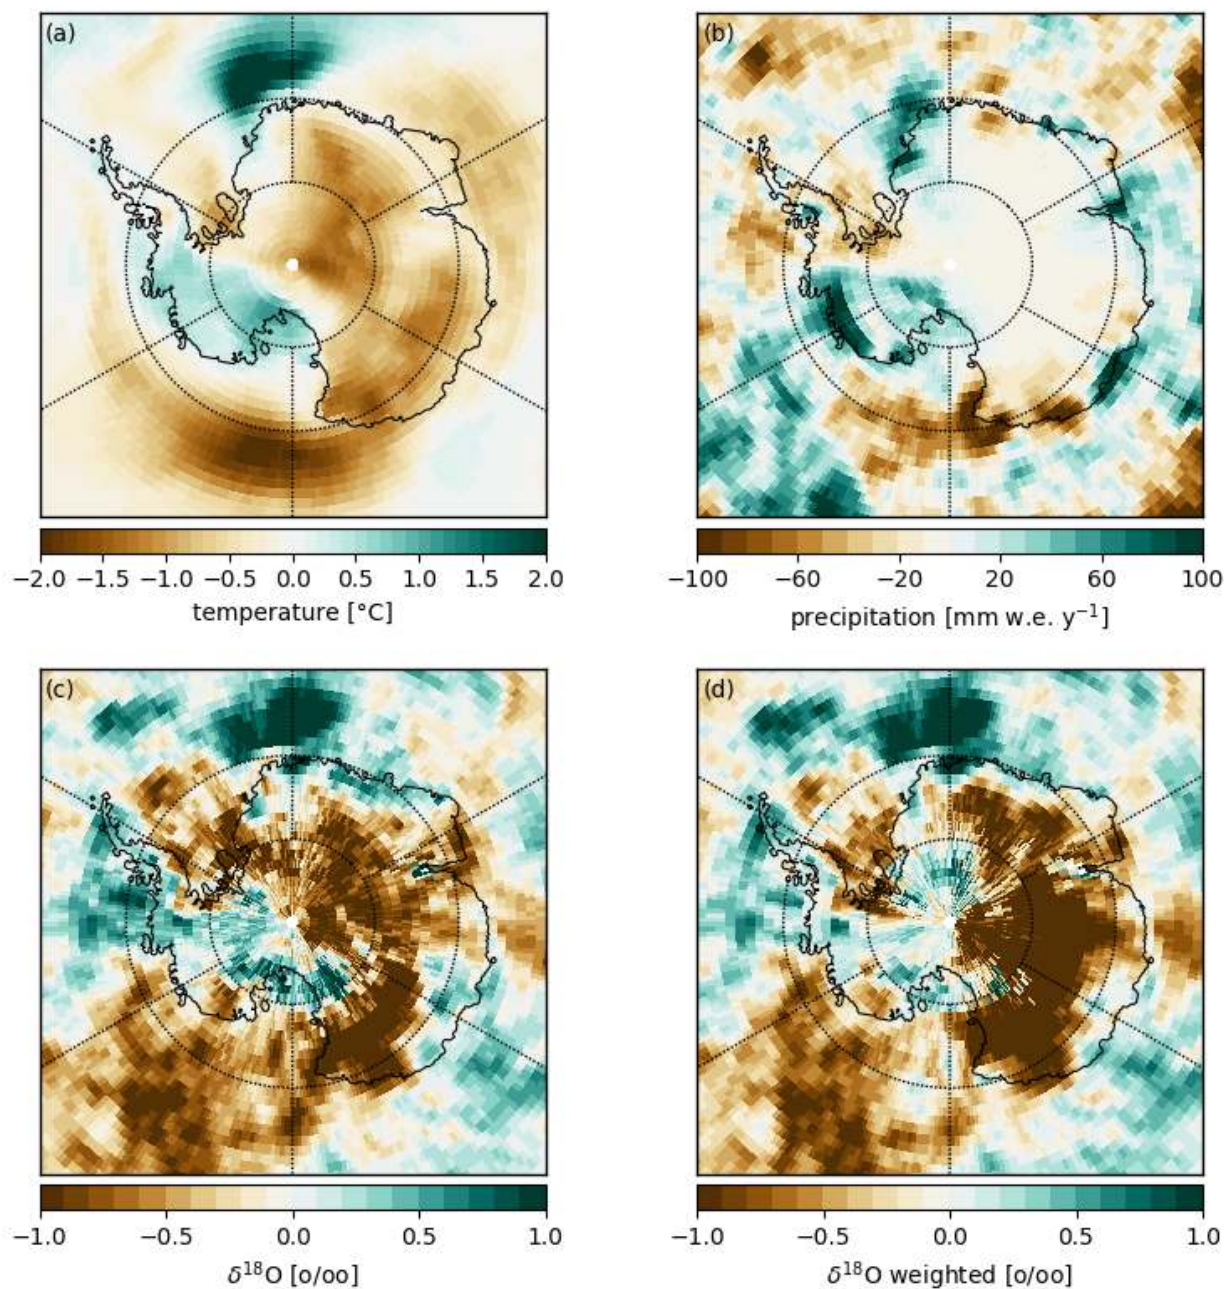 (a)
(b)
−2.0 −1.5 −1.0 −0.5 0.0 0.5 1.0 1.5 2.0
temperature [°C]
−100 −60 −20 20 60 100
precipitation [mm w.e. y⁻¹]
(c)
(d)
−1.0 −0.5 0.0 0.5 1.0
δ¹⁸O [o/oo]
−1.0 −0.5 0.0 0.5 1.0
δ¹⁸O weighted [o/oo]